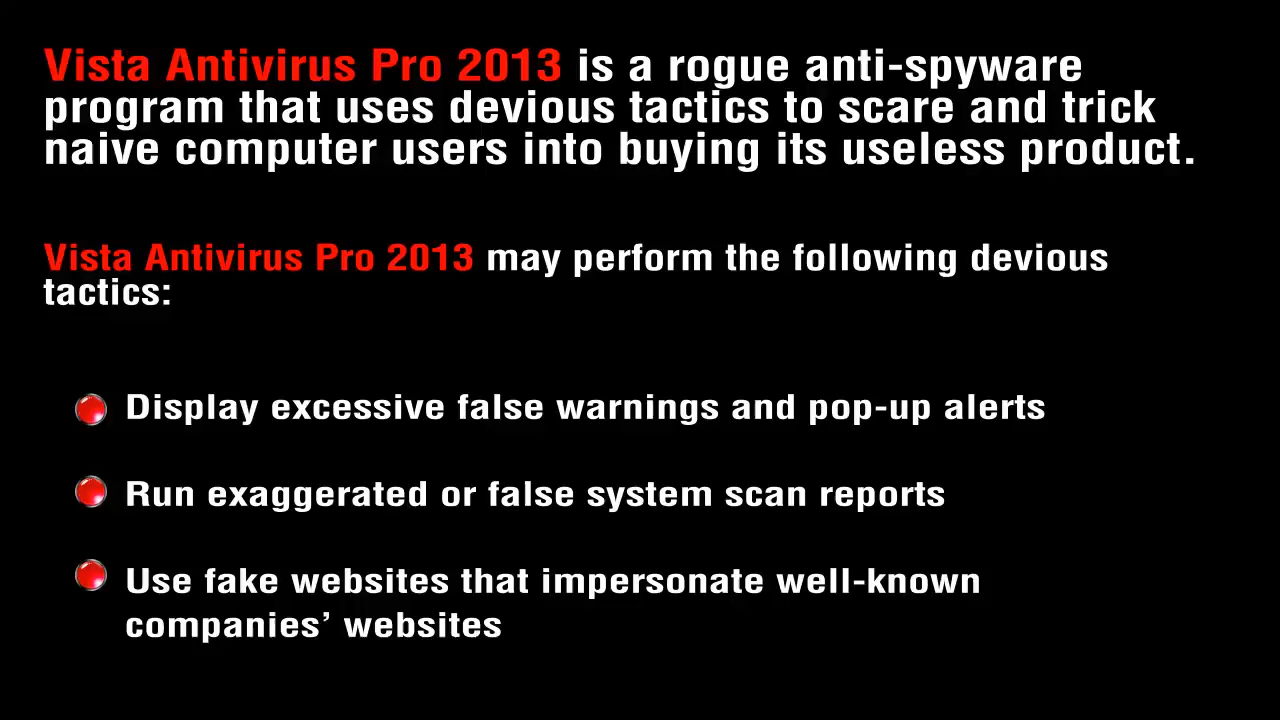 Vista Antivirus Pro 2013 is a rogue anti-spyware
program that uses devious tactics to scare and trick
naive computer users into buying its useless product.
Vista Antivirus Pro 2013 may perform the following devious
tactics:
Display excessive false warnings and pop-up alerts
Run exaggerated or false system scan reports
Use fake websites that impersonate well-known
companies’ websites